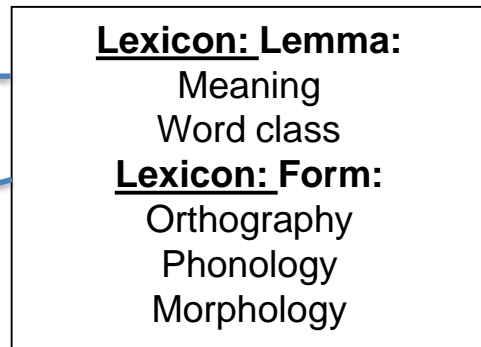 Lexicon: Lemma:
Meaning
Word class
Lexicon: Form:
Orthography
Phonology
Morphology